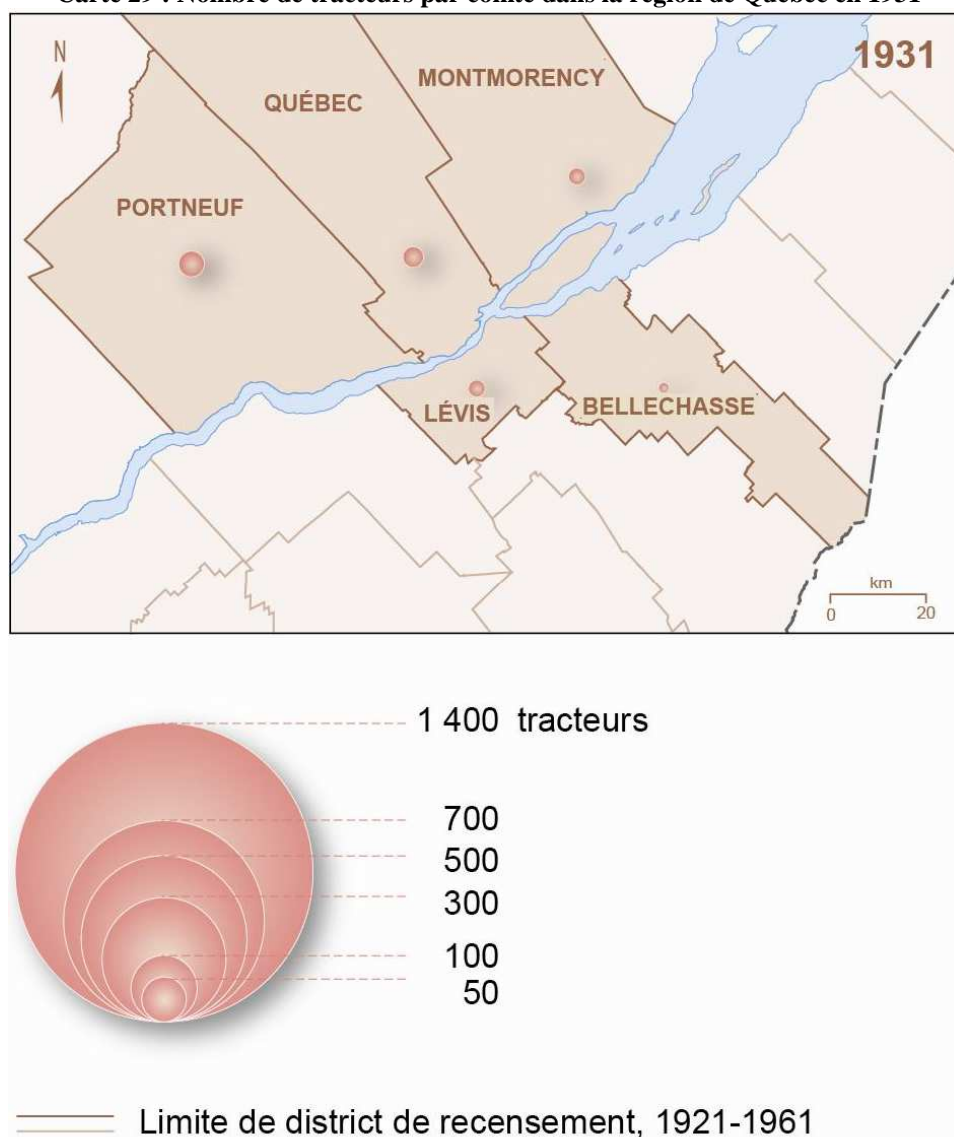 Carte 29 : Nombre de tracteurs par comté dans la région de Québec en 1931
N
1931
MONTMORENCY
QUÉBEC
PORTNEUF
LÉVIS
BELLECHASSE
km
0 20
1 400 tracteurs
700
500
300
100
50
Limite de district de recensement, 1921-1961